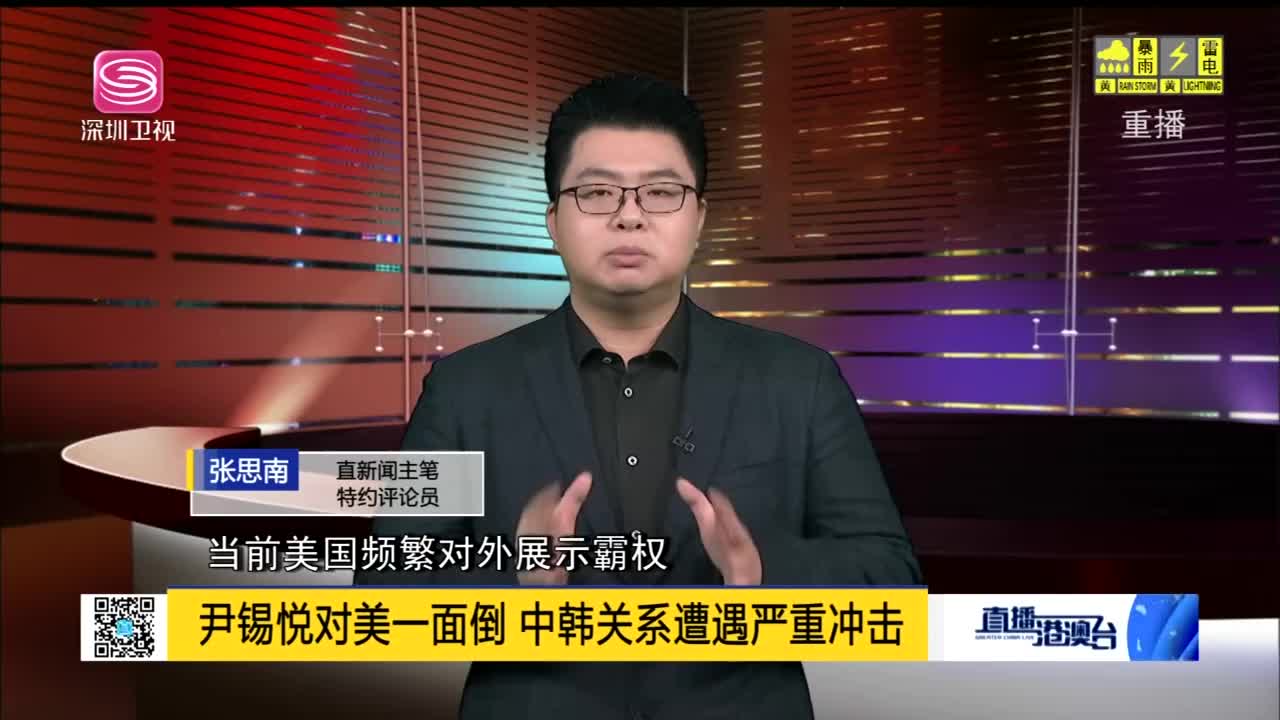 深圳卫视
暴雨
雷电
黄 RAIN STORM 黄 LIGHTNING
重播
张思南
直新闻主笔
特约评论员
当前美国频繁对外展示霸权
尹锡悦对美一面倒 中韩关系遭遇严重冲击
直播港澳台
GREATER CHINA LIVE